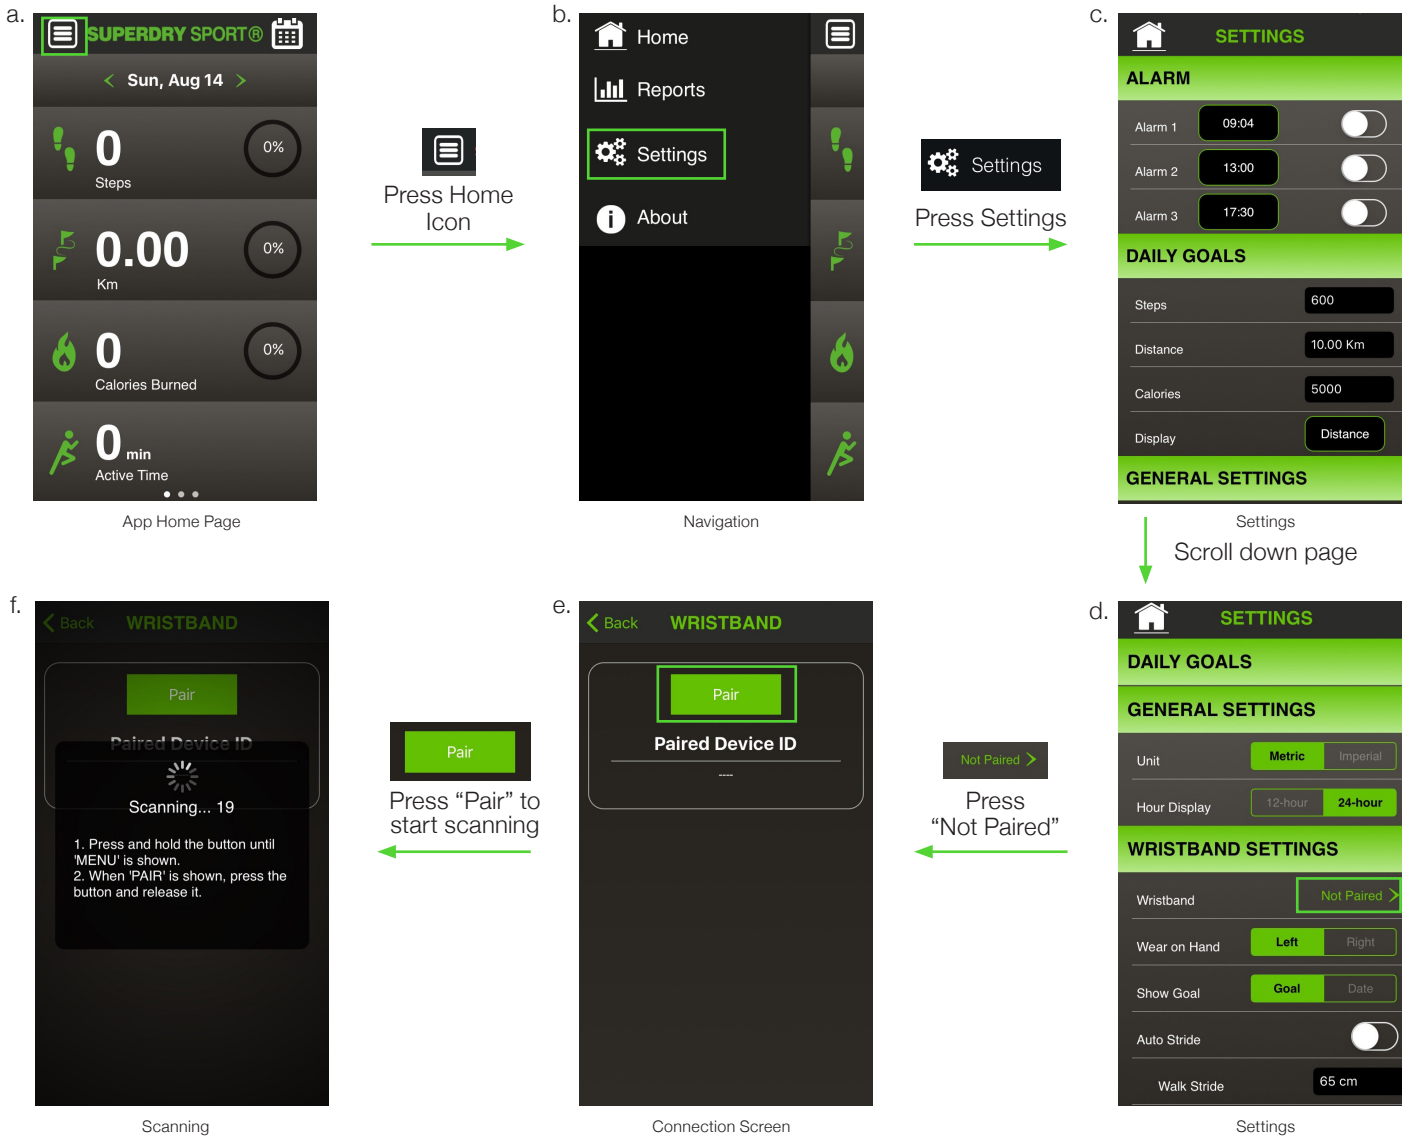 a.
SUPERDRY SPORT®
< Sun, Aug 14 >
0
0%
Steps
0.00
0%
Km
0
0%
Calories Burned
0 min
Active Time
App Home Page
Press Home
Icon
b.
Home
Reports
Settings
About
Navigation
Settings
Press Settings
c.
SETTINGS
ALARM
Alarm 1 09:04
Alarm 2 13:00
Alarm 3 17:30
DAILY GOALS
Steps 600
Distance 10.00 Km
Calories 5000
Display Distance
GENERAL SETTINGS
Settings
Scroll down page
d.
SETTINGS
DAILY GOALS
GENERAL SETTINGS
Unit Metric Imperial
Hour Display 12-hour 24-hour
WRISTBAND SETTINGS
Wristband Not Paired >
Wear on Hand Left Right
Show Goal Goal Date
Auto Stride
Walk Stride 65 cm
Settings
Not Paired >
Press
“Not Paired”
e.
< Back WRISTBAND
Pair
Paired Device ID
----
Connection Screen
Pair
Press “Pair” to
start scanning
f.
< Back WRISTBAND
Pair
Paired Device ID
Scanning... 19
1. Press and hold the button until
'MENU' is shown.
2. When 'PAIR' is shown, press the
button and release it.
Scanning